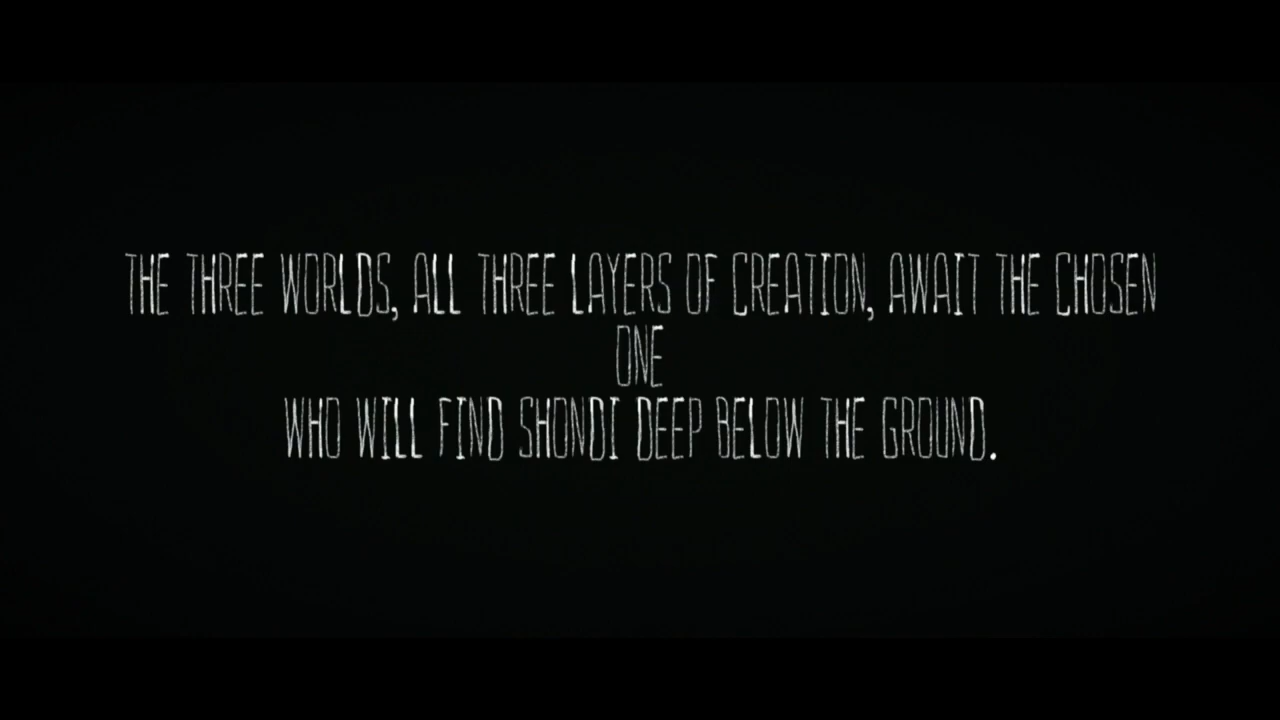 THE THREE WORLDS, ALL THREE LAYERS OF CREATION, AWAIT THE CHOSEN
ONE
WHO WILL FIND SHONDI DEEP BELOW THE GROUND.